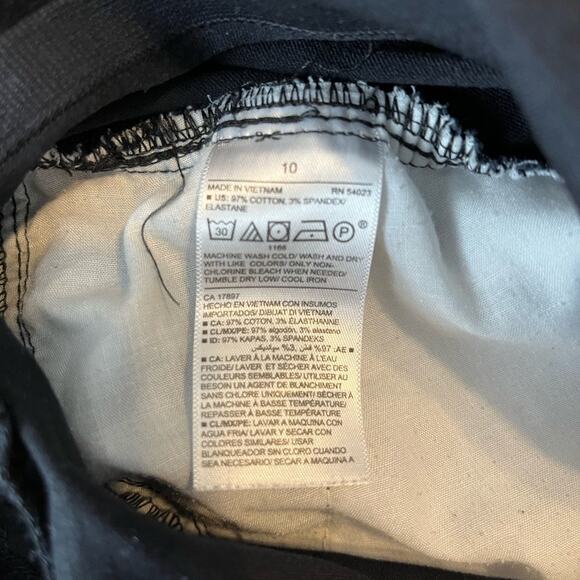 10
MADE IN VIETNAM RN 54023
■ US: 97% COTTON, 3% SPANDEX/
ELASTANE
30 P ®
1166
MACHINE WASH COLD/ WASH AND DRY
WITH LIKE COLORS/ ONLY NON-
CHLORINE BLEACH WHEN NEEDED/
TUMBLE DRY LOW/ COOL IRON
CA 17897
HECHO EN VIETNAM CON INSUMOS
IMPORTADOS/ DIBUAT DI VIETNAM
■ CA: 97% COTON, 3% ÉLASTHANNE
■ CL/MX/PE: 97% algodón, 3% elastano
■ ID: 97% KAPAS, 3% SPANDEKS
■ AE: 97% قطن, 3% سباندكس
■ CA: LAVER À LA MACHINE À L'EAU
FROIDE/ LAVER ET SÉCHER AVEC DES
COULEURS SEMBLABLES/ UTILISER AU
BESOIN UN AGENT DE BLANCHIMENT
SANS CHLORE UNIQUEMENT/ SÉCHER À
LA MACHINE À BASSE TEMPÉRATURE/
REPASSER À BASSE TEMPÉRATURE
■ CL/MX/PE: LAVAR A MAQUINA CON
AGUA FRIA/ LAVAR Y SECAR CON
COLORES SIMILARES/ USAR
BLANQUEADOR SIN CLORO CUANDO
SEA NECESARIO/ SECAR A MAQUINA A